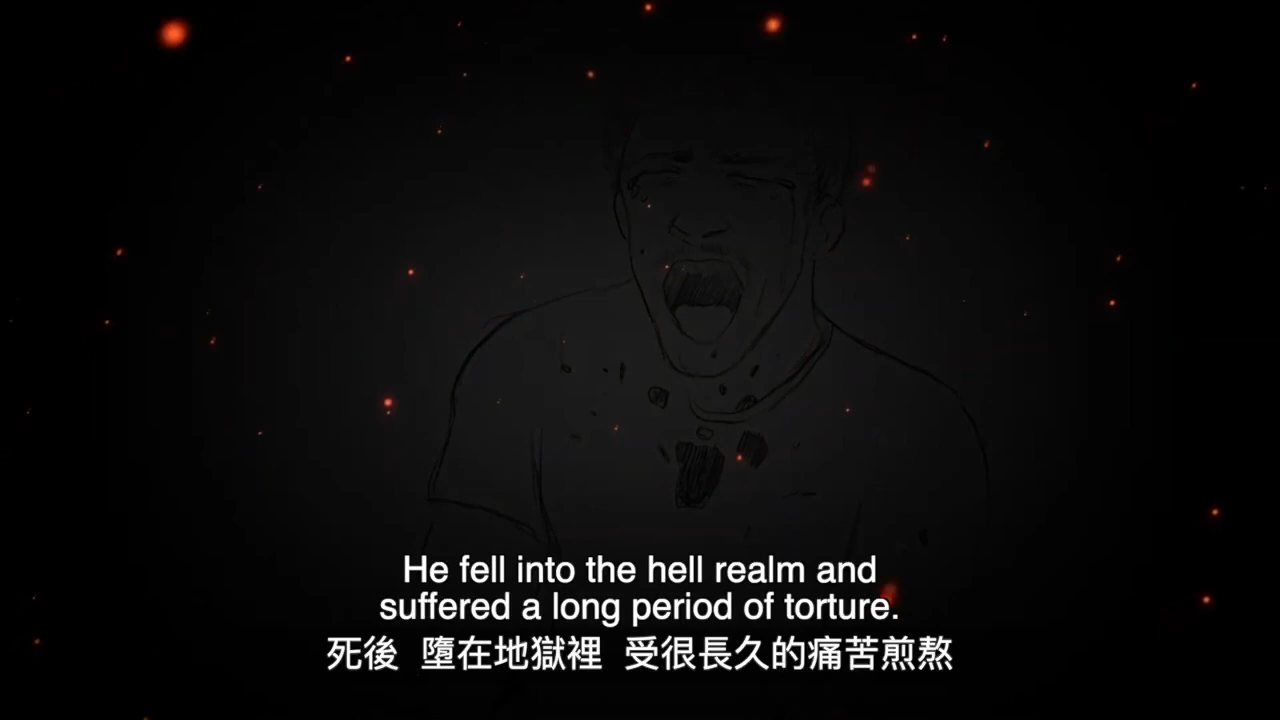 He fell into the hell realm and
suffered a long period of torture.
死後 墮在地獄裡 受很長久的痛苦煎熬